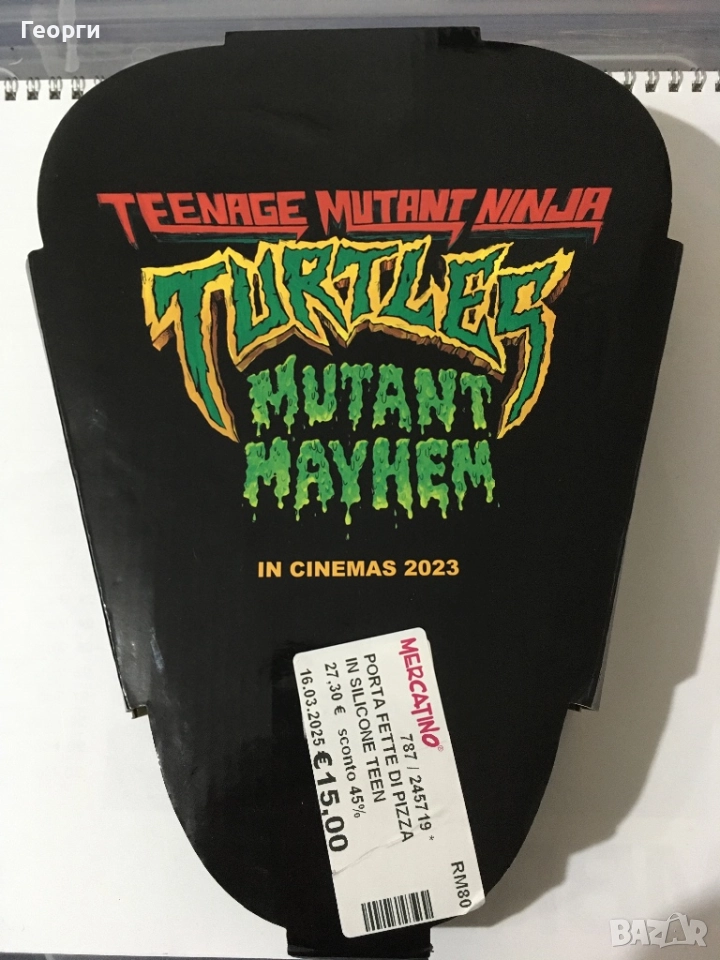 Георги
TEENAGE MUTANT NINJA
TURTLES
MUTANT
MAYHEM
IN CINEMAS 2023
MERCATINO®
787 / 245719 *
PORTA FETTE DI PIZZA
IN SILICONE TEEN
27,30 € sconto 45%
16.03.2025 €15,00
RM80
BAZAR